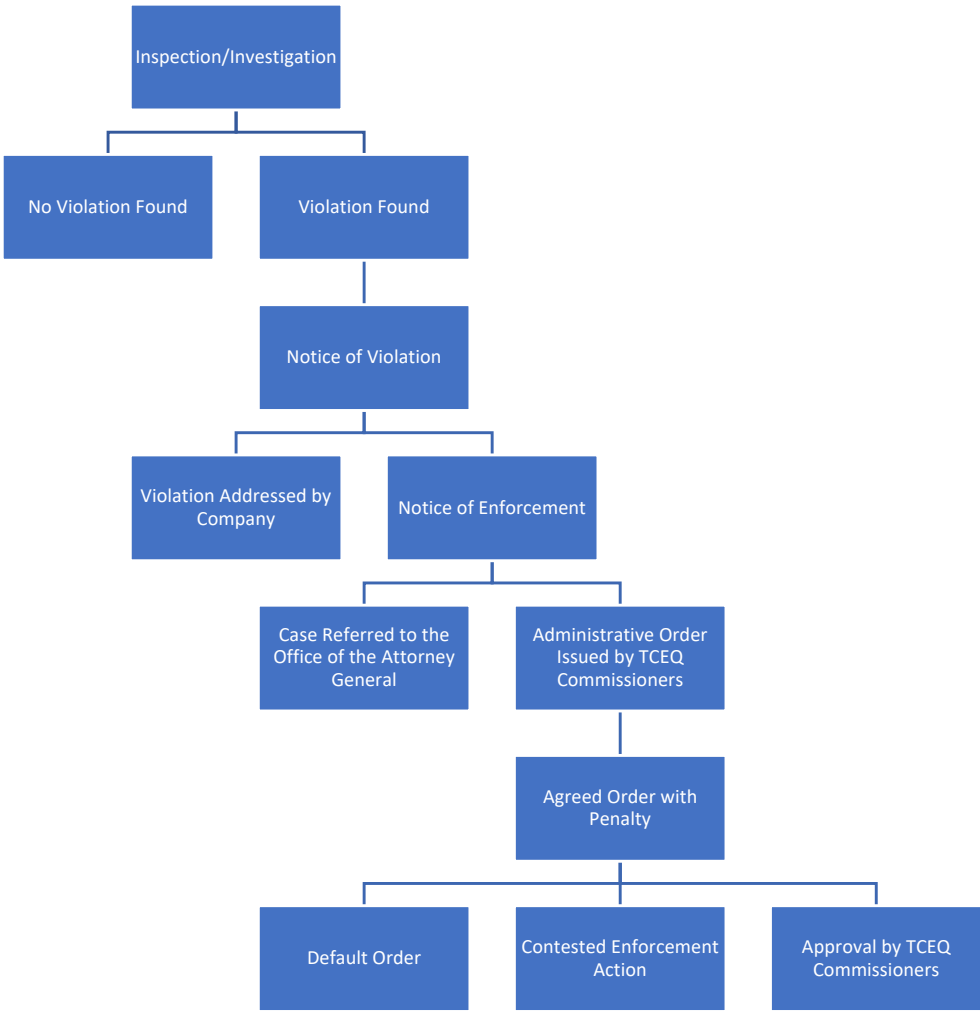 Inspection/Investigation
No Violation Found
Violation Found
Notice of Violation
Violation Addressed by
Company
Notice of Enforcement
Case Referred to the
Office of the Attorney
General
Administrative Order
Issued by TCEQ
Commissioners
Agreed Order with
Penalty
Default Order
Contested Enforcement
Action
Approval by TCEQ
Commissioners